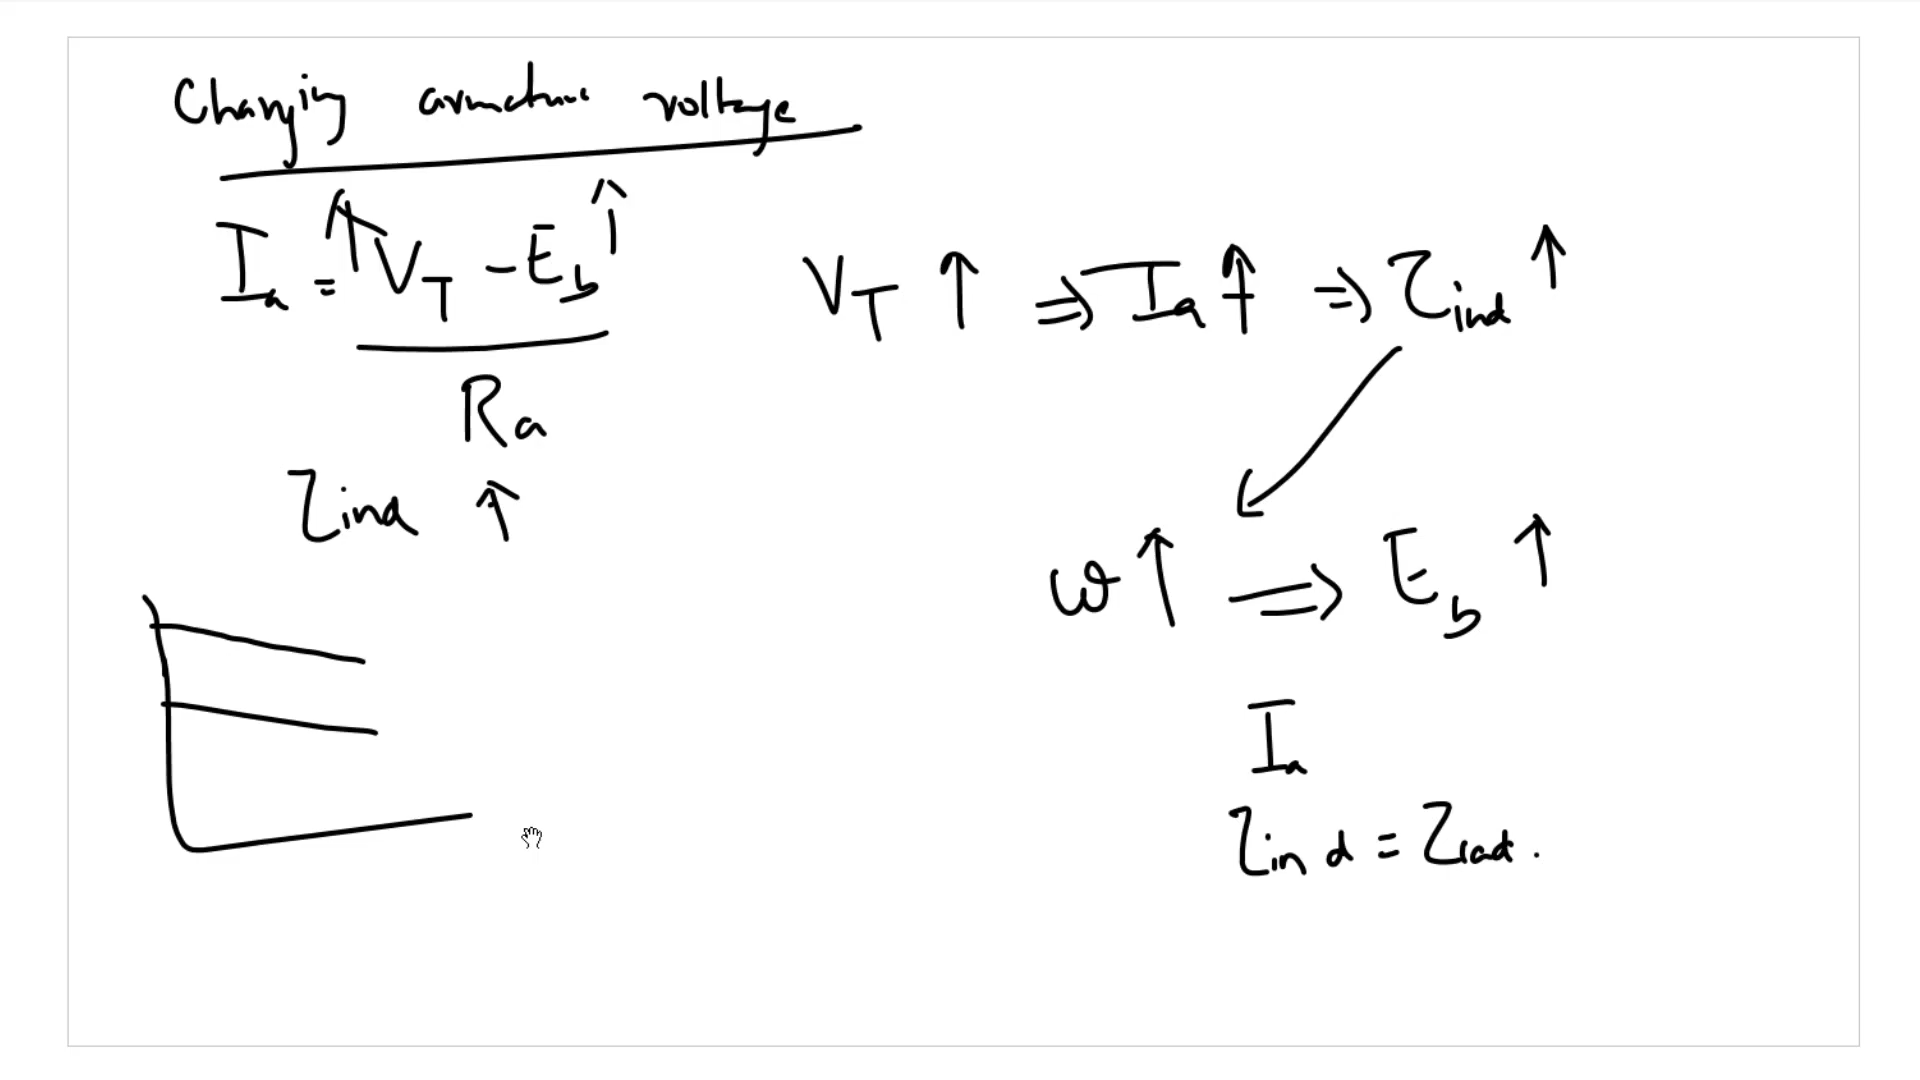 Changing armature voltage
Ia = ↑VT - Eb↑
Ra
τind ↑
VT ↑ ⇒ Ia ↑ ⇒ τind ↑
ω ↑ ⇒ Eb ↑
Ia
τind = τload.